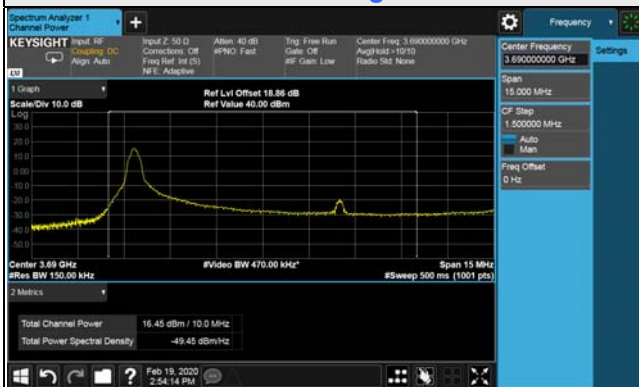 Spectrum Analyzer 1
Channel Power
Frequency
KEYSIGHT
Input: RF
Coupling: DC
Align: Auto
Input Z: 50 Ω
Corrections: Off
Freq Ref: Int (S)
NFE: Adaptive
Atten: 40 dB
#PNO: Fast
Trig: Free Run
Gate: Off
#IF Gain: Low
Center Freq: 3.690000000 GHz
Avg|Hold:>10/10
Radio Std: None
Center Frequency
3.690000000 GHz
Settings
Span
15.000 MHz
CF Step
1.500000 MHz
Auto
Man
Freq Offset
0 Hz
1 Graph
Scale/Div 10.0 dB
Ref Lvl Offset 18.86 dB
Ref Value 40.00 dBm
Log
30.0
20.0
10.0
0.00
-10.0
-20.0
-30.0
-40.0
-50.0
Center 3.69 GHz
#Res BW 150.00 kHz
#Video BW 470.00 kHz*
Span 15 MHz
#Sweep 500 ms (1001 pts)
2 Metrics
Total Channel Power 16.45 dBm / 10.0 MHz
Total Power Spectral Density -49.45 dBm/Hz
Feb 19, 2020
2:54:14 PM